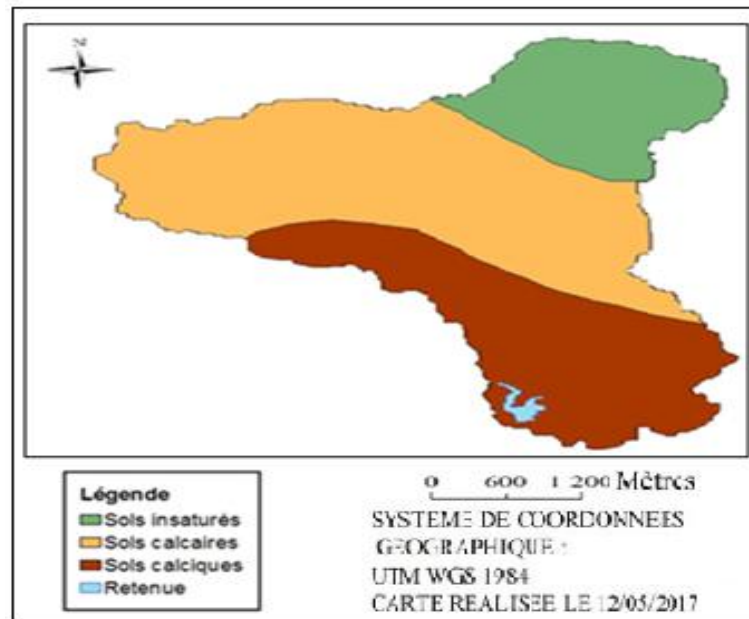 N
0 600 1 200 Mètres
Légende
Sols insaturés
Sols calcaires
Sols calciques
Retenue
SYSTEME DE COORDONNEES
GEOGRAPHIQUE :
UTM WGS 1984
CARTE REALISEE LE 12/05/2017